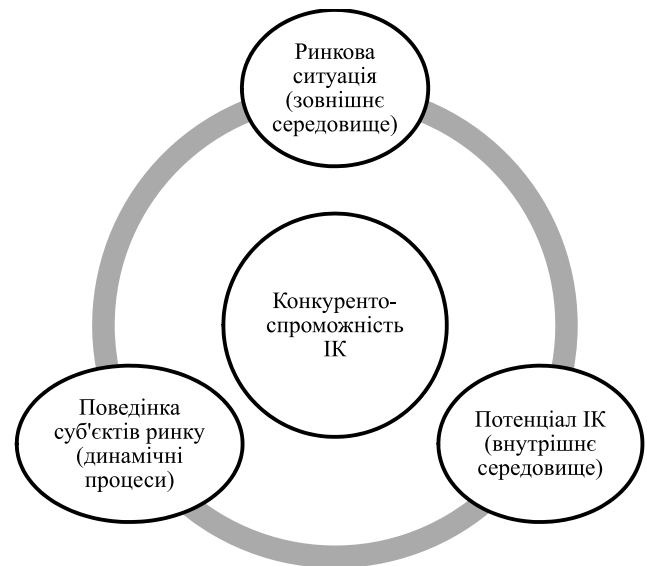 Ринкова
ситуація
(зовнішнє
середовище)
Конкуренто-
спроможність
ІК
Поведінка
суб'єктів ринку
(динамічні
процеси)
Потенціал ІК
(внутрішнє
середовище)